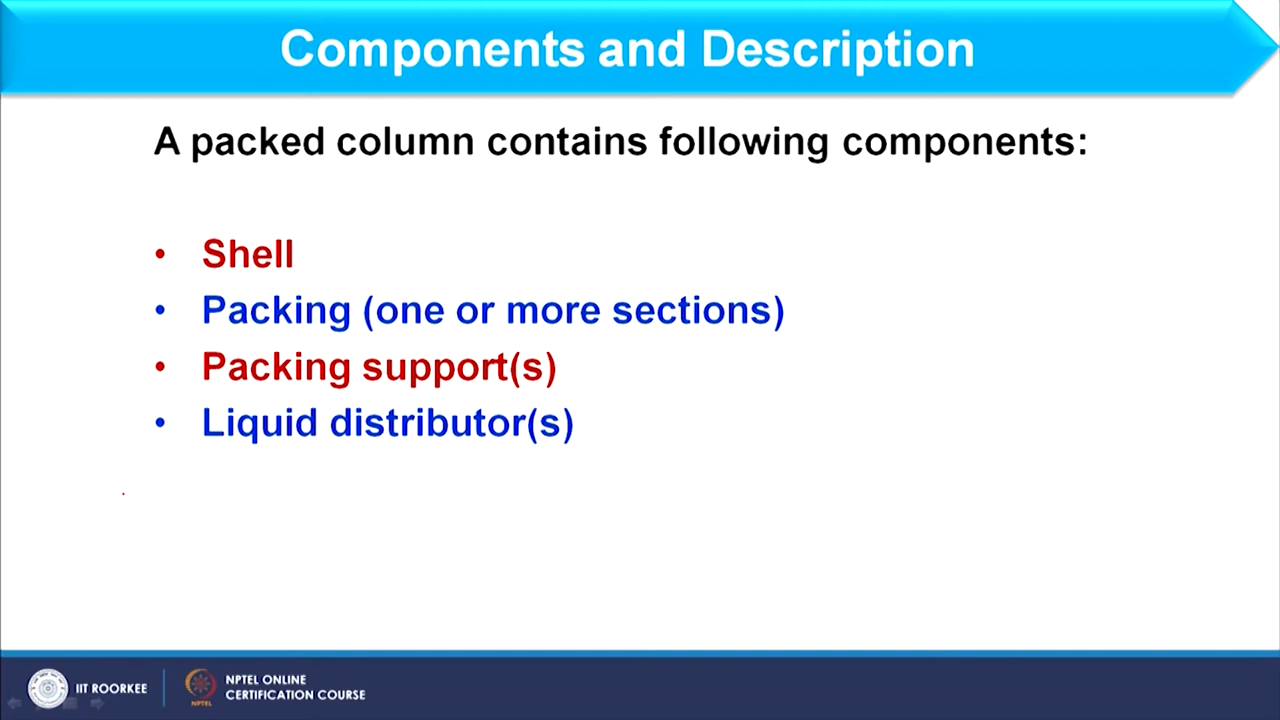 Components and Description
A packed column contains following components:
• Shell
• Packing (one or more sections)
• Packing support(s)
• Liquid distributor(s)
IIT ROORKEE
NPTEL ONLINE
CERTIFICATION COURSE
NPTEL